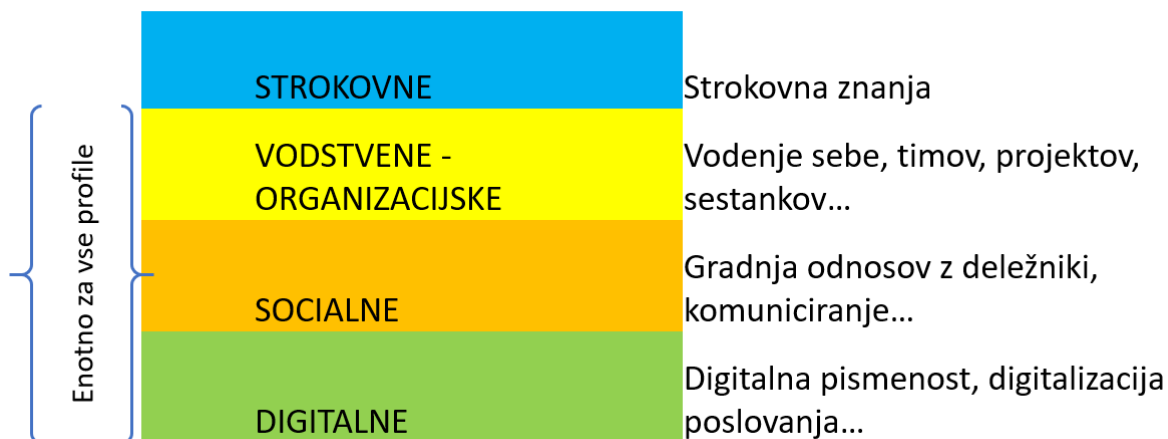 STROKOVNE
Strokovna znanja
Enotno za vse profile
VODSTVENE -
ORGANIZACIJSKE
Vodenje sebe, timov, projektov,
sestankov…
SOCIALNE
Gradnja odnosov z deležniki,
komuniciranje…
DIGITALNE
Digitalna pismenost, digitalizacija
poslovanja…